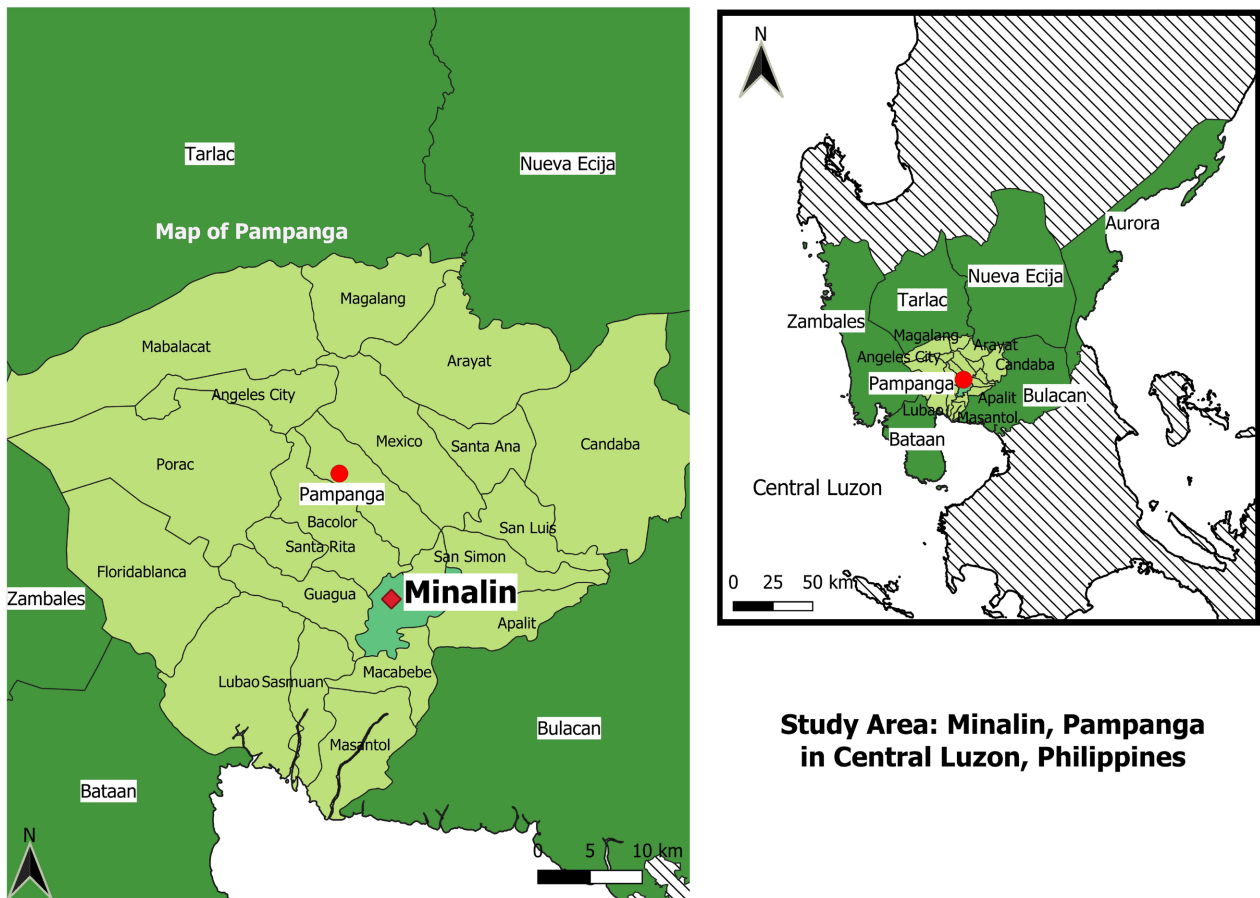 Tarlac
Nueva Ecija
Map of Pampanga
Magalang
Mabalacat
Arayat
Angeles City
Mexico
Santa Ana
Candaba
Porac
Pampanga
Bacolor
San Luis
Santa Rita
San Simon
Floridablanca
Zambales
Guagua
Minalin
Apalit
Macabebe
Lubao
Sasmuan
Bulacan
Masantol
Bataan
N
0 5 10 km
N
Aurora
Nueva Ecija
Tarlac
Zambales
Magalang
Arayat
Angeles City
Candaba
Pampanga
Apalit
Bulacan
Lubao
Masantol
Bataan
Central Luzon
0 25 50 km
Study Area: Minalin, Pampanga
in Central Luzon, Philippines